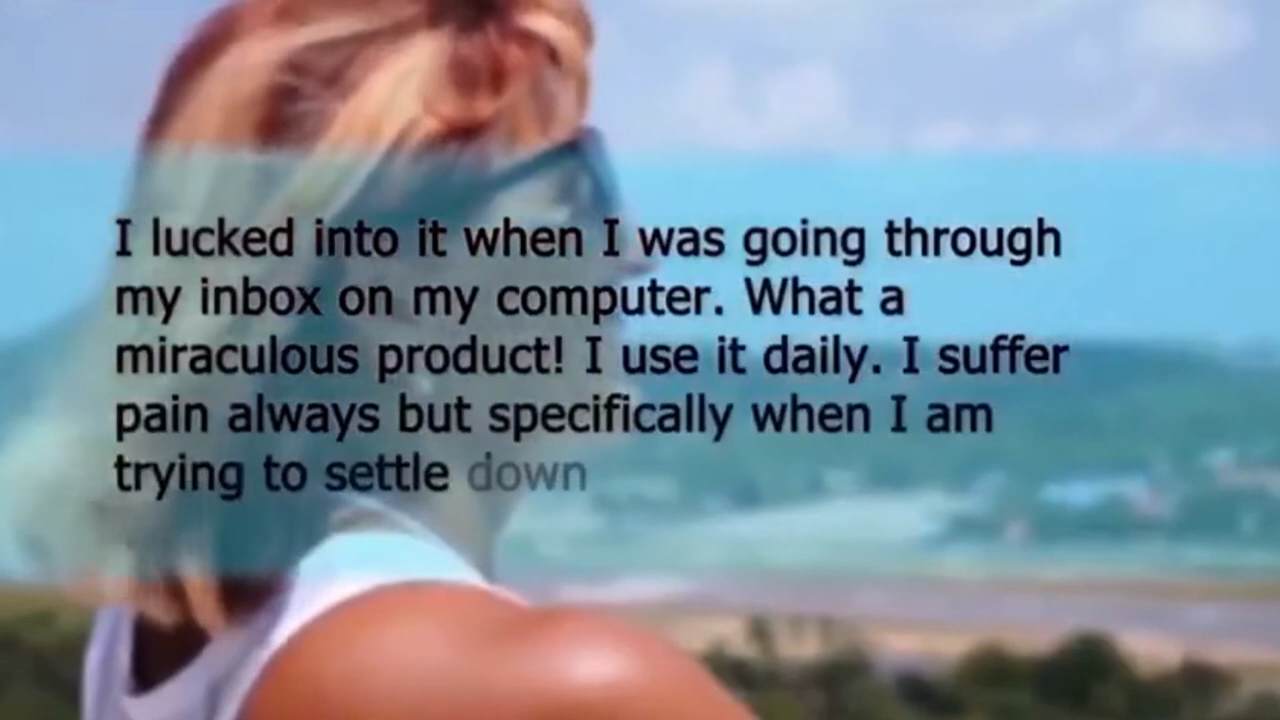 I lucked into it when I was going through
my inbox on my computer. What a
miraculous product! I use it daily. I suffer
pain always but specifically when I am
trying to settle down